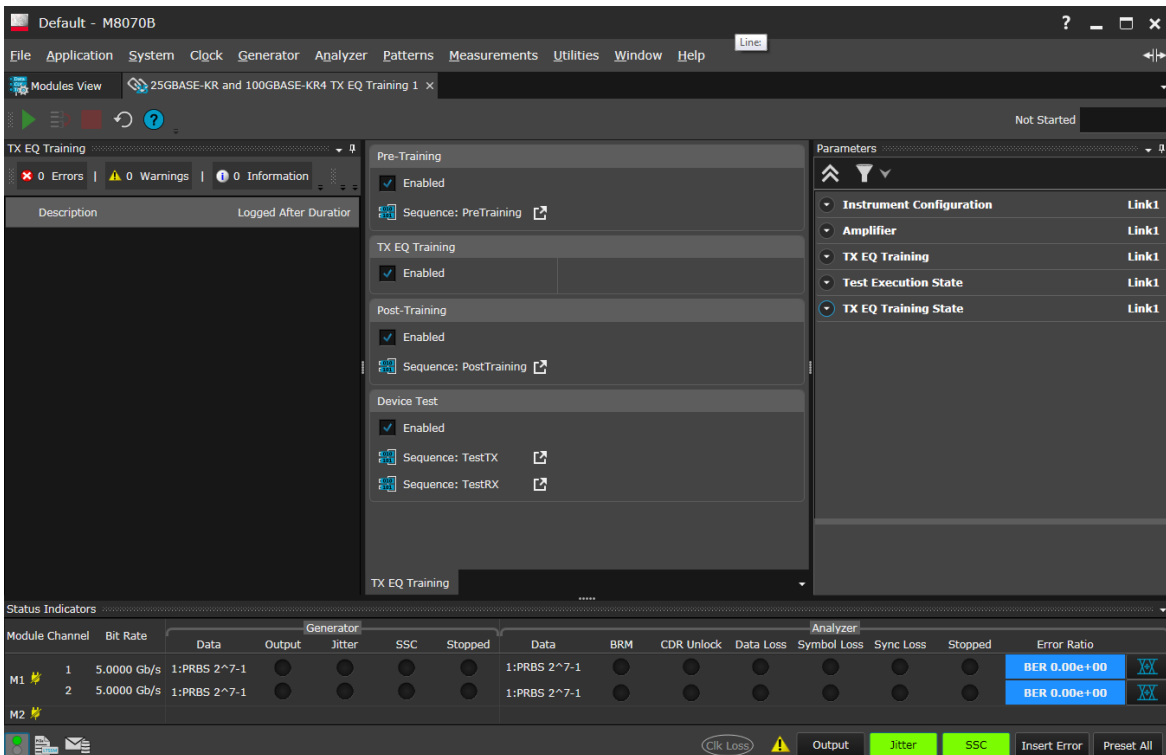 Default - M8070B
?
File Application System Clock Generator Analyzer Patterns Measurements Utilities Window Help
Line:
Modules View 25GBASE-KR and 100GBASE-KR4 TX EQ Training 1
?
Not Started
TX EQ Training
0 Errors | 0 Warnings | 0 Information
Description Logged After Duration
Pre-Training
Enabled
Sequence: PreTraining
TX EQ Training
Enabled
Post-Training
Enabled
Sequence: PostTraining
Device Test
Enabled
Sequence: TestTX
Sequence: TestRX
TX EQ Training
Parameters
Instrument Configuration Link1
Amplifier Link1
TX EQ Training Link1
Test Execution State Link1
TX EQ Training State Link1
Status Indicators
Generator Analyzer
Module Channel Bit Rate Data Output Jitter SSC Stopped Data BRM CDR Unlock Data Loss Symbol Loss Sync Loss Stopped Error Ratio
M1
1 5.0000 Gb/s 1:PRBS 2^7-1 1:PRBS 2^7-1 BER 0.00e+00
2 5.0000 Gb/s 1:PRBS 2^7-1 1:PRBS 2^7-1 BER 0.00e+00
M2
Clk Loss Output Jitter SSC Insert Error Preset All